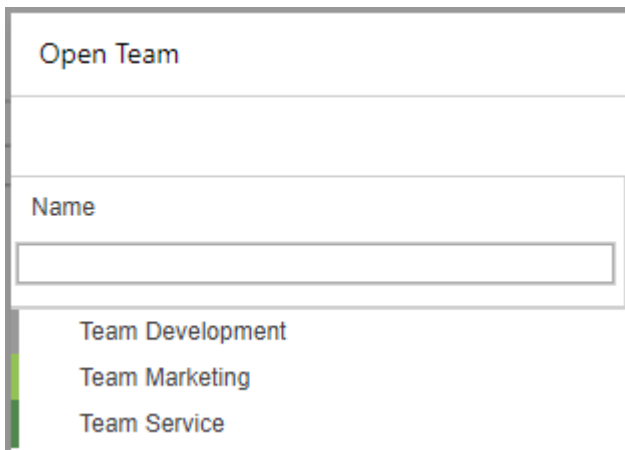 Open Team
Name
Team Development
Team Marketing
Team Service